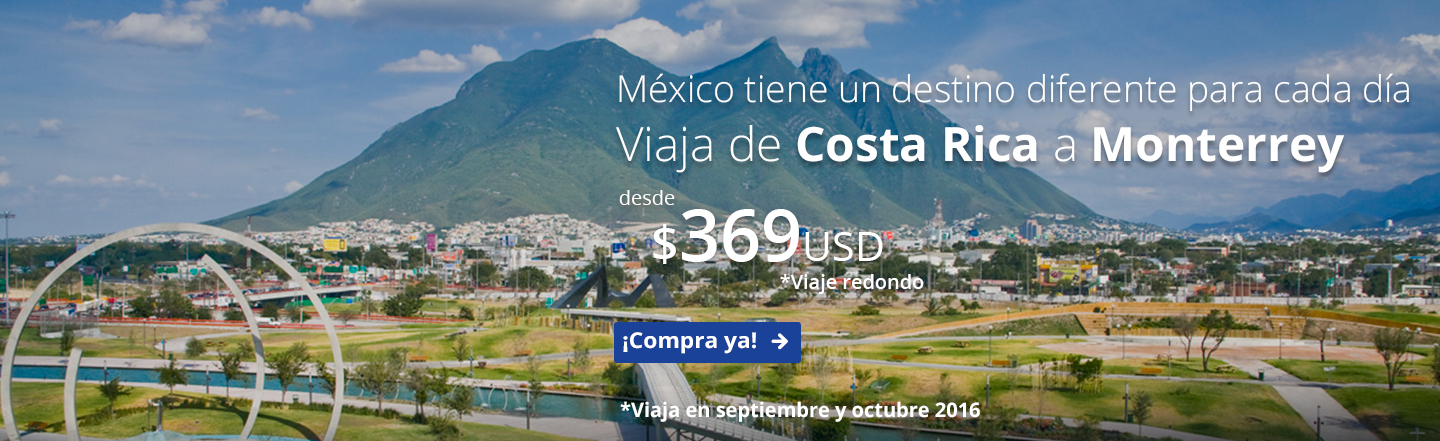 México tiene un destino diferente para cada día
Viaja de Costa Rica a Monterrey
desde
$369USD
*Viaje redondo
¡Compra ya!
*Viaja en septiembre y octubre 2016